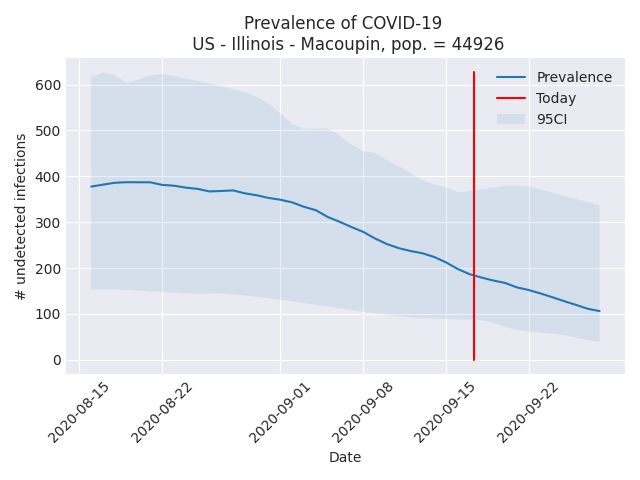 Prevalence of COVID-19
US - Illinois - Macoupin, pop. = 44926
# undetected infections
600
500
400
300
200
100
0
Prevalence
Today
95CI
2020-08-15
2020-08-22
2020-09-01
2020-09-08
2020-09-15
2020-09-22
Date